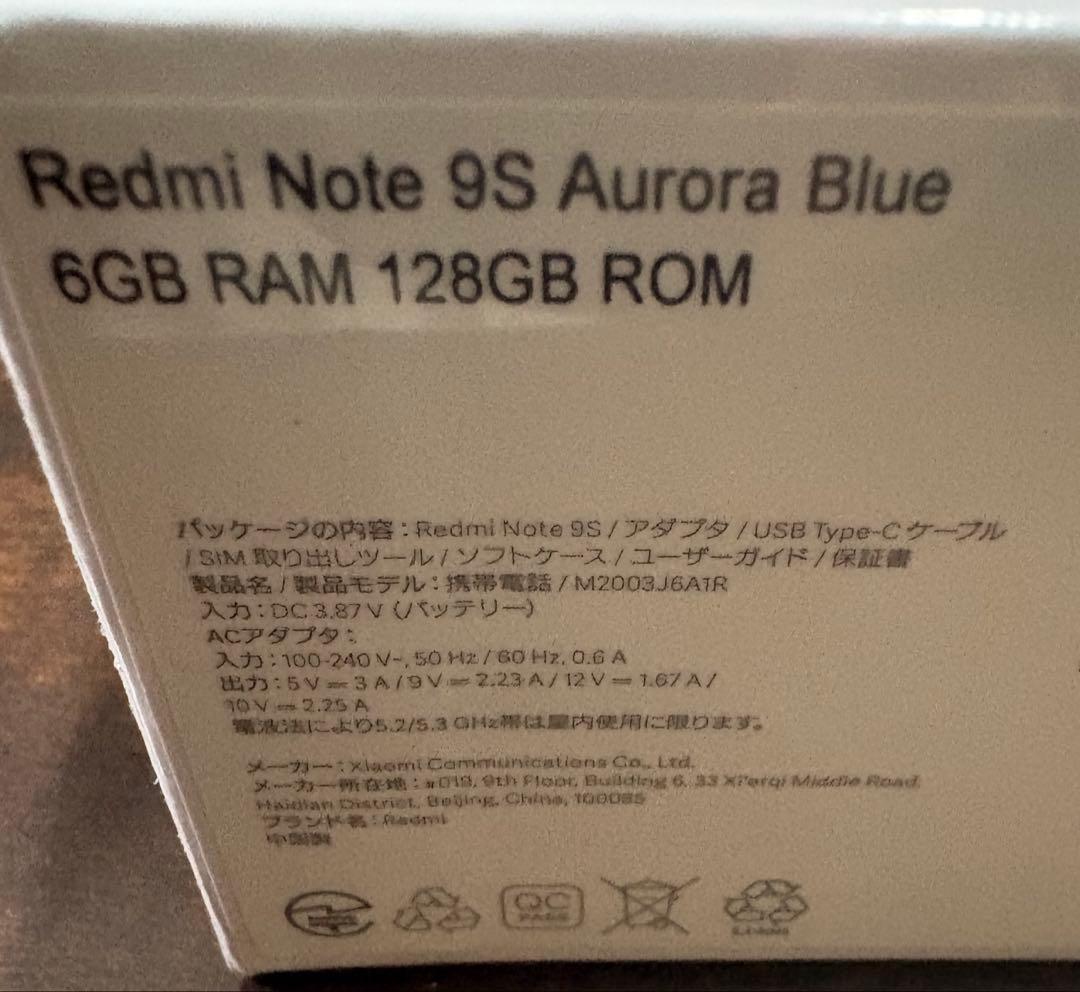 Redmi Note 9S Aurora Blue
6GB RAM 128GB ROM
パッケージの内容：Redmi Note 9S / アダプタ / USB Type-C ケーブル
/ SIM 取り出しツール / ソフトケース / ユーザーガイド / 保証書
製品名 / 製品モデル：携帯電話 / M2003J6A1R
入力：DC 3.87 V (バッテリー)
ACアダプタ：
入力：100-240 V~, 50 Hz / 60 Hz, 0.6 A
出力：5 V ⎓ 3 A / 9 V ⎓ 2.23 A / 12 V ⎓ 1.67 A /
10 V ⎓ 2.25 A
電波法により5.2/5.3 GHz帯は屋内使用に限ります。
メーカー：Xiaomi Communications Co., Ltd.
メーカー所在地：#019, 9th Floor, Building 6, 33 Xi'erqi Middle Road,
Haidian District, Beijing, China, 100085
ブランド名：Redmi
中国製
QC
PASS